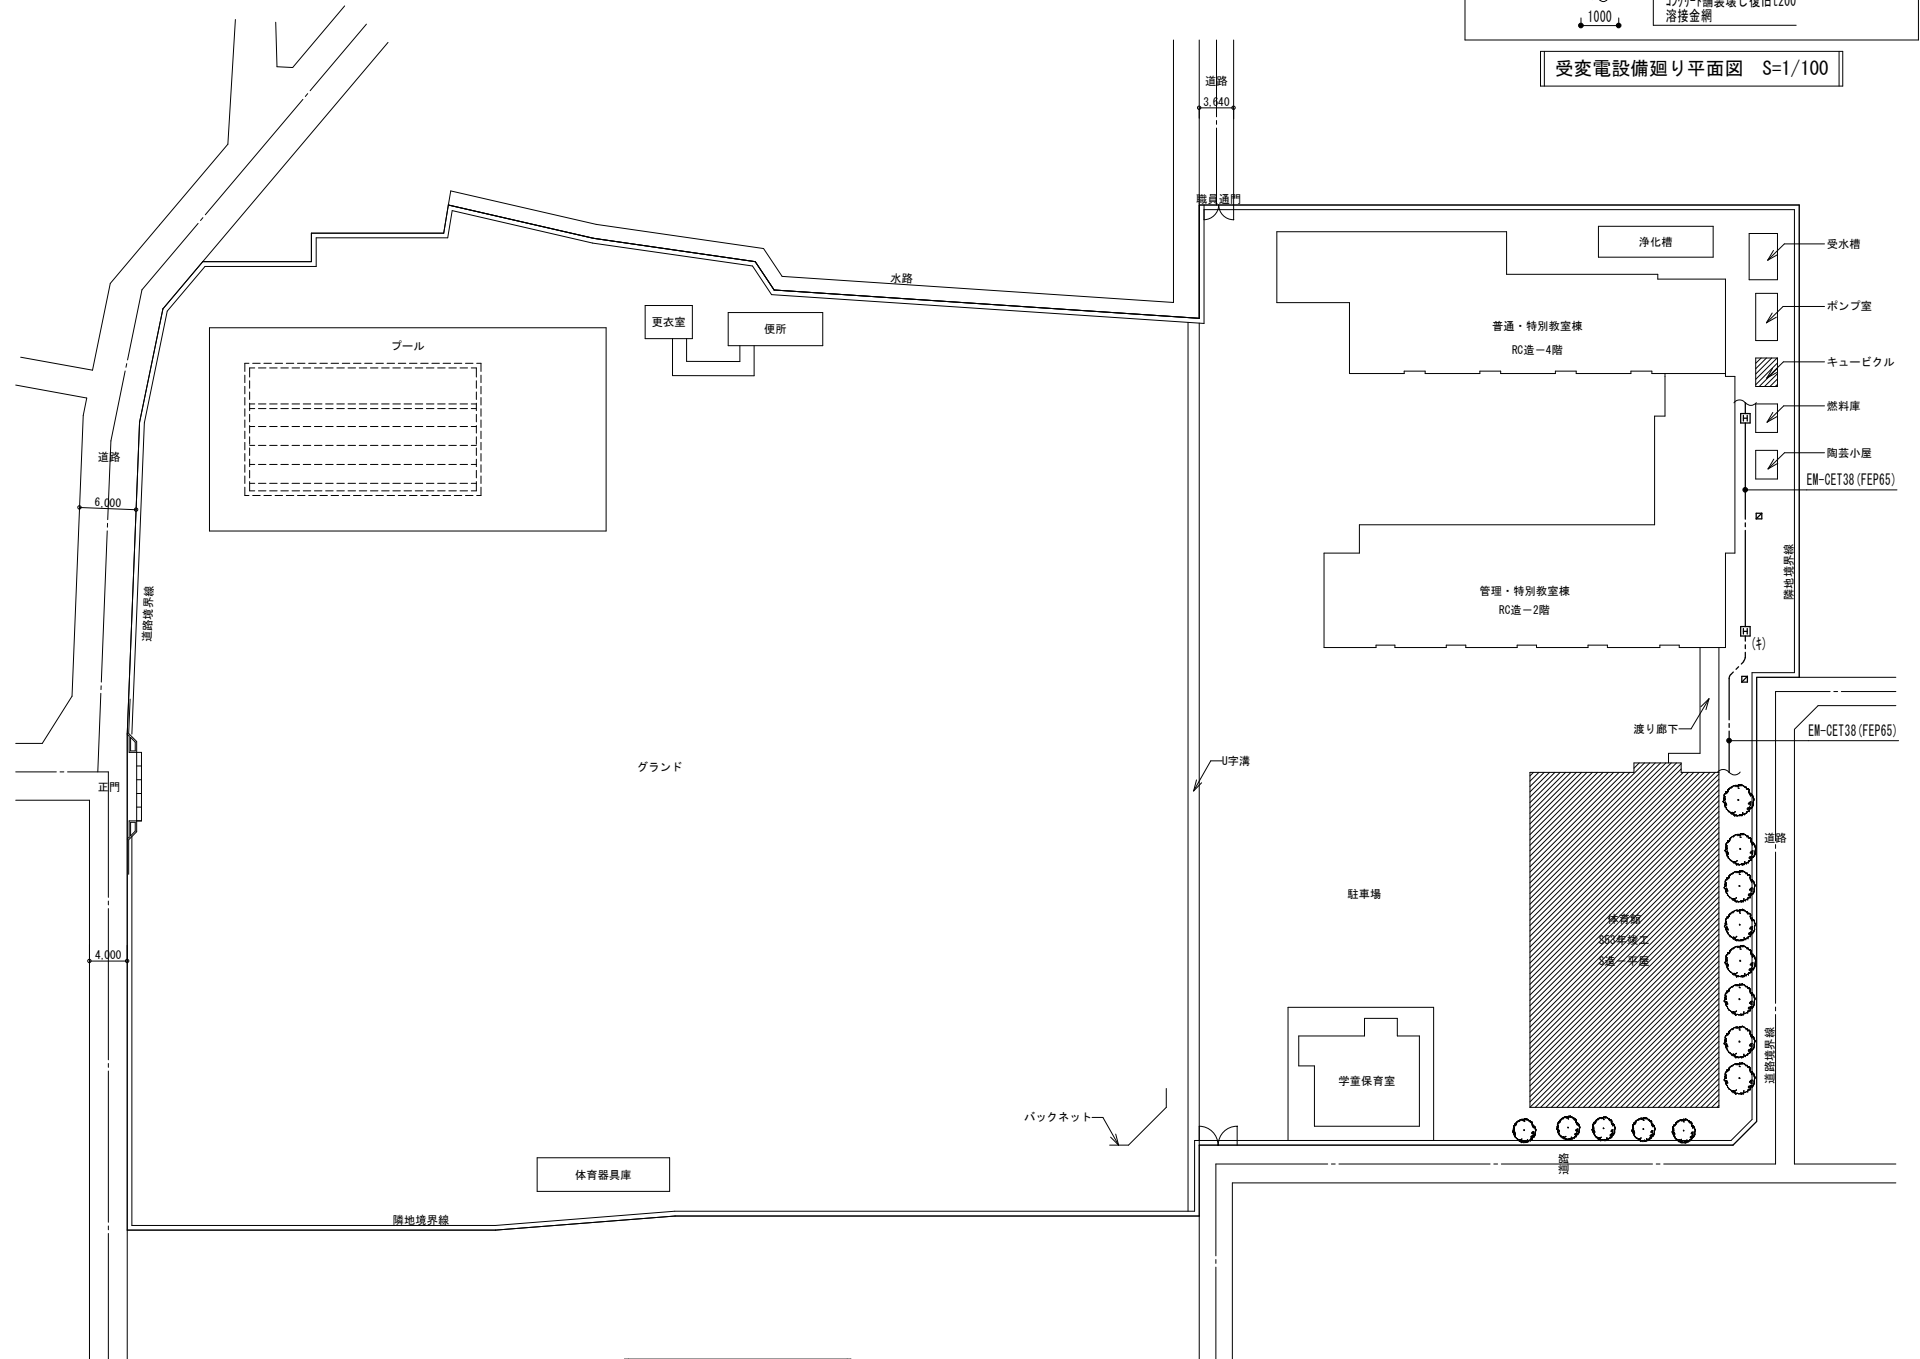 コンクリート舗装壊し復旧t200
溶接金網
1000
受変電設備廻り平面図 S=1/100
道路
3,640
職員通門
浄化槽
受水槽
水路
ポンプ室
更衣室
便所
普通・特別教室棟
RC造－4階
プール
キュービクル
燃料庫
道路
陶芸小屋
EM-CET38(FEP65)
6,000
隣地境界線
道路境界線
管理・特別教室棟
RC造－2階
(ｷ)
渡り廊下
EM-CET38(FEP65)
U字溝
グランド
正門
道路
駐車場
体育館
S53年竣工
S造－平屋
4,000
道路境界線
学童保育室
バックネット
道路
体育器具庫
隣地境界線
H
H